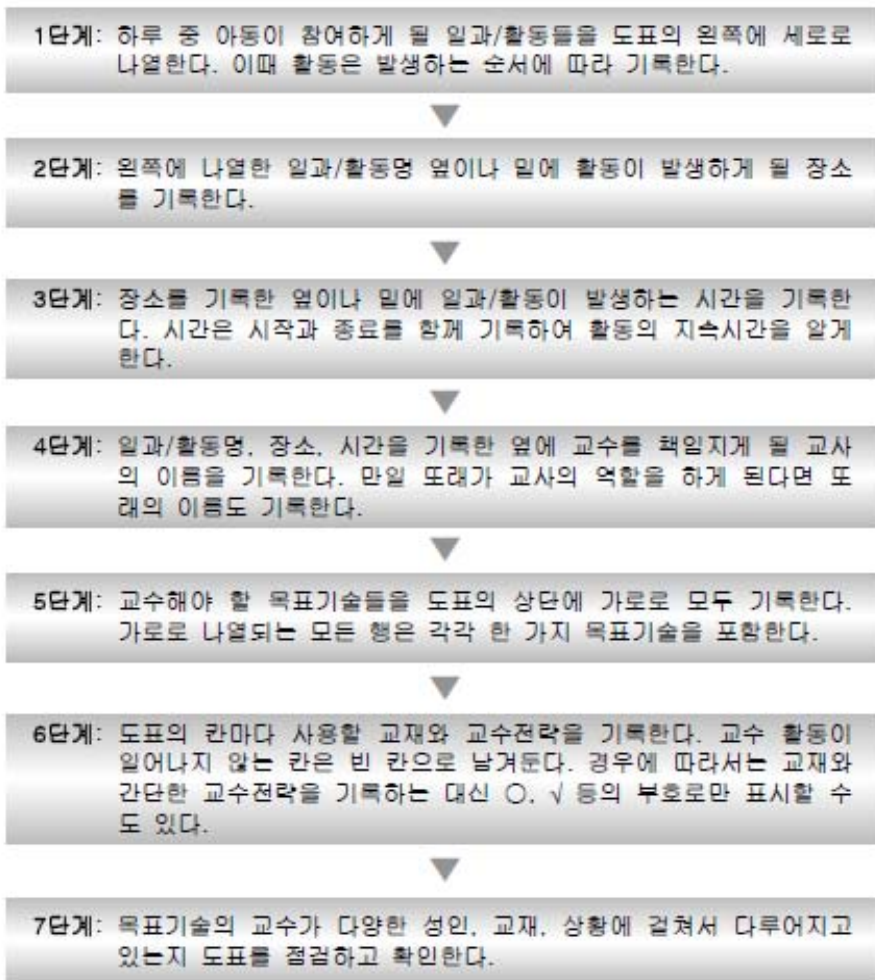 1단계: 하루 중 아동이 참여하게 될 일과/활동들을 도표의 왼쪽에 세로로
나열한다. 이때 활동은 발생하는 순서에 따라 기록한다.
2단계: 왼쪽에 나열한 일과/활동명 옆이나 밑에 활동이 발생하게 될 장소
를 기록한다.
3단계: 장소를 기록한 옆이나 밑에 일과/활동이 발생하는 시간을 기록한
다. 시간은 시작과 종료를 함께 기록하여 활동의 지속시간을 알게
한다.
4단계: 일과/활동명, 장소, 시간을 기록한 옆에 교수를 책임지게 될 교사
의 이름을 기록한다. 만일 또래가 교사의 역할을 하게 된다면 또
래의 이름도 기록한다.
5단계: 교수해야 할 목표기술들을 도표의 상단에 가로로 모두 기록한다.
가로로 나열되는 모든 행은 각각 한 가지 목표기술을 포함한다.
6단계: 도표의 칸마다 사용할 교재와 교수전략을 기록한다. 교수 활동이
일어나지 않는 칸은 빈 칸으로 남겨둔다. 경우에 따라서는 교재와
간단한 교수전략을 기록하는 대신 ○, √ 등의 부호로만 표시할 수
도 있다.
7단계: 목표기술의 교수가 다양한 성인, 교재, 상황에 걸쳐서 다루어지고
있는지 도표를 점검하고 확인한다.